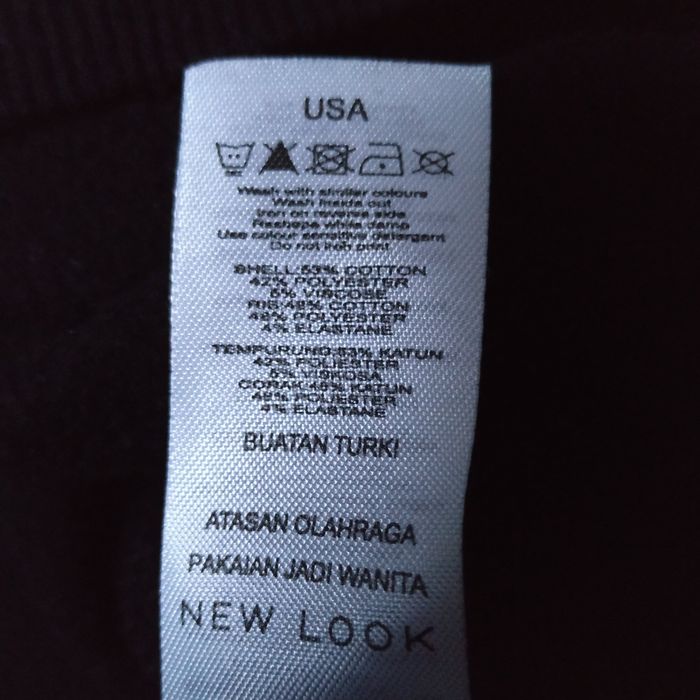 USA
Wash with similar colours
Wash inside out
Iron on reverse side
Reshape while damp
Use colour sensitive detergent
Do not iron print
SHELL:53% COTTON
42% POLYESTER
5% VISCOSE
RIB:48% COTTON
48% POLYESTER
4% ELASTANE
TEMPURUNG:53% KATUN
42% POLIESTER
5% VISKOSA
CORAK:48% KATUN
48% POLIESTER
4% ELASTANE
BUATAN TURKI
ATASAN OLAHRAGA
PAKAIAN JADI WANITA
NEW LOOK